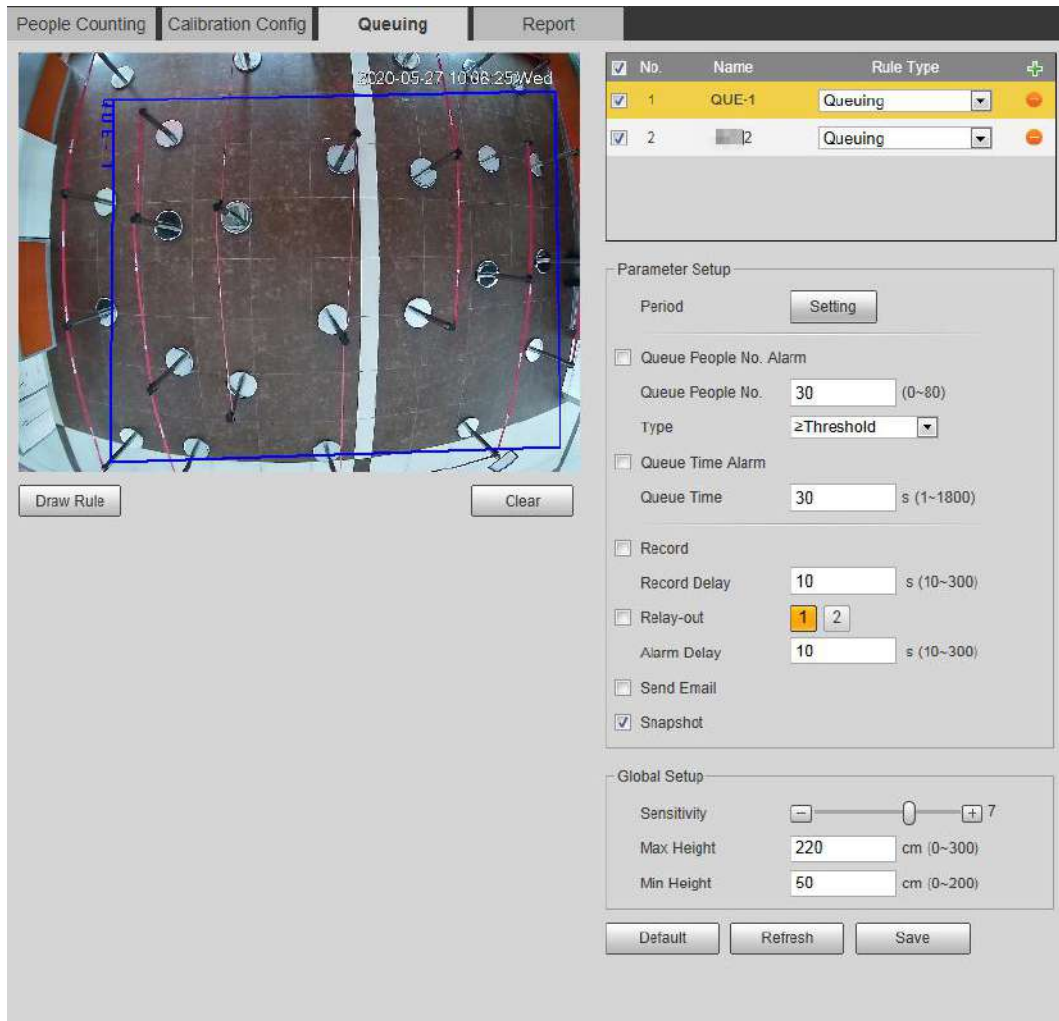 People Counting Calibration Config Queuing Report
2020-05-27 10:08:25 Wed
QUE-1
Draw Rule Clear
No. Name Rule Type
1 QUE-1 Queuing
2 2 Queuing
Parameter Setup
Period Setting
Queue People No. Alarm
Queue People No. 30 (0~80)
Type ≥Threshold
Queue Time Alarm
Queue Time 30 s (1~1800)
Record
Record Delay 10 s (10~300)
Relay-out 1 2
Alarm Delay 10 s (10~300)
Send Email
Snapshot
Global Setup
Sensitivity 7
Max Height 220 cm (0~300)
Min Height 50 cm (0~200)
Default Refresh Save